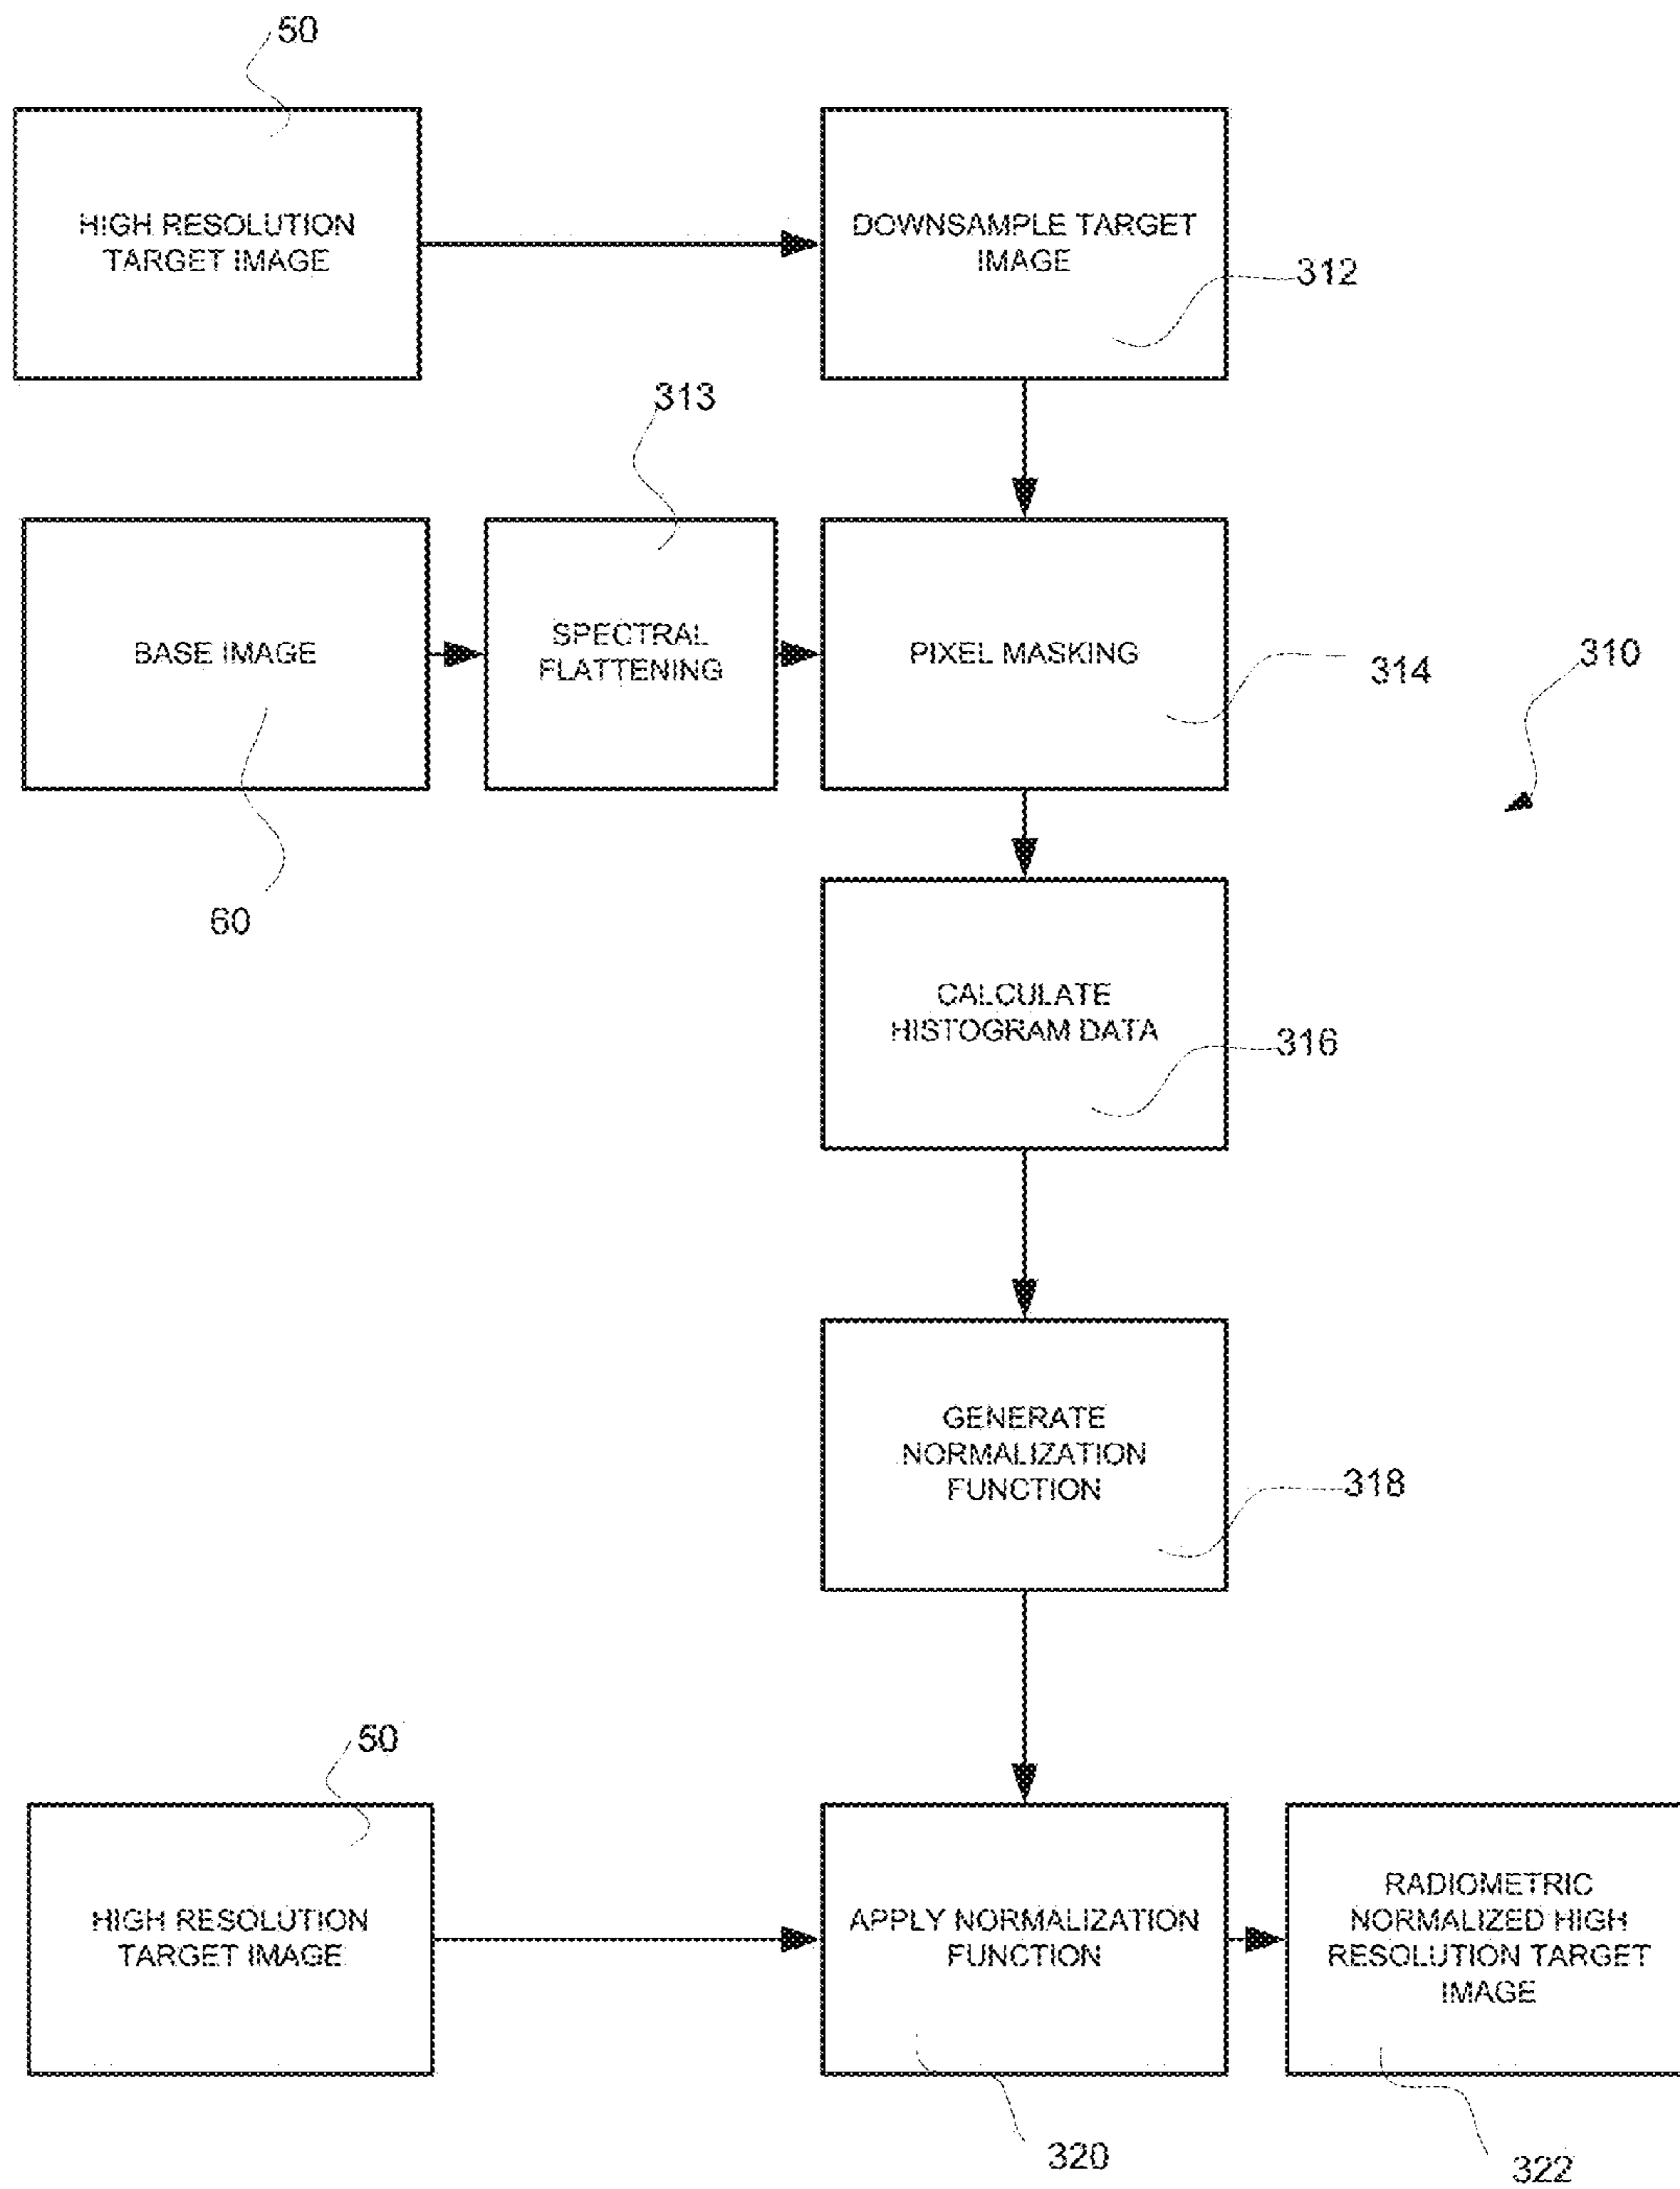 50
HIGH RESOLUTION
TARGET IMAGE
DOWNSAMPLE TARGET
IMAGE
312
313
BASE IMAGE
SPECTRAL
FLATTENING
PIXEL MASKING
314
310
60
CALCULATE
HISTOGRAM DATA
316
GENERATE
NORMALIZATION
FUNCTION
318
50
HIGH RESOLUTION
TARGET IMAGE
APPLY NORMALIZATION
FUNCTION
RADIOMETRIC
NORMALIZED HIGH
RESOLUTION TARGET
IMAGE
320
322